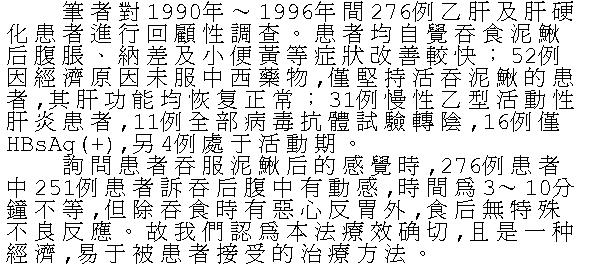 筆者對1990年～1996年間276例乙肝及肝硬
化患者進行回顧性調查。患者均自覺吞食泥鰍
后腹脹、納差及小便黃等症狀改善較快；52例
因經濟原因未服中西藥物,僅堅持活吞泥鰍的患
者,其肝功能均恢复正常；31例慢性乙型活動性
肝炎患者,11例全部病毒抗體試驗轉陰,16例僅
HBsAg(+),另4例處于活動期。
詢問患者吞服泥鰍后的感覺時,276例患者
中251例患者訴吞后腹中有動感,時間爲3～10分
鐘不等,但除吞食時有惡心反胃外,食后無特殊
不良反應。故我們認爲本法療效确切,且是一种
經濟,易于被患者接受的治療方法。